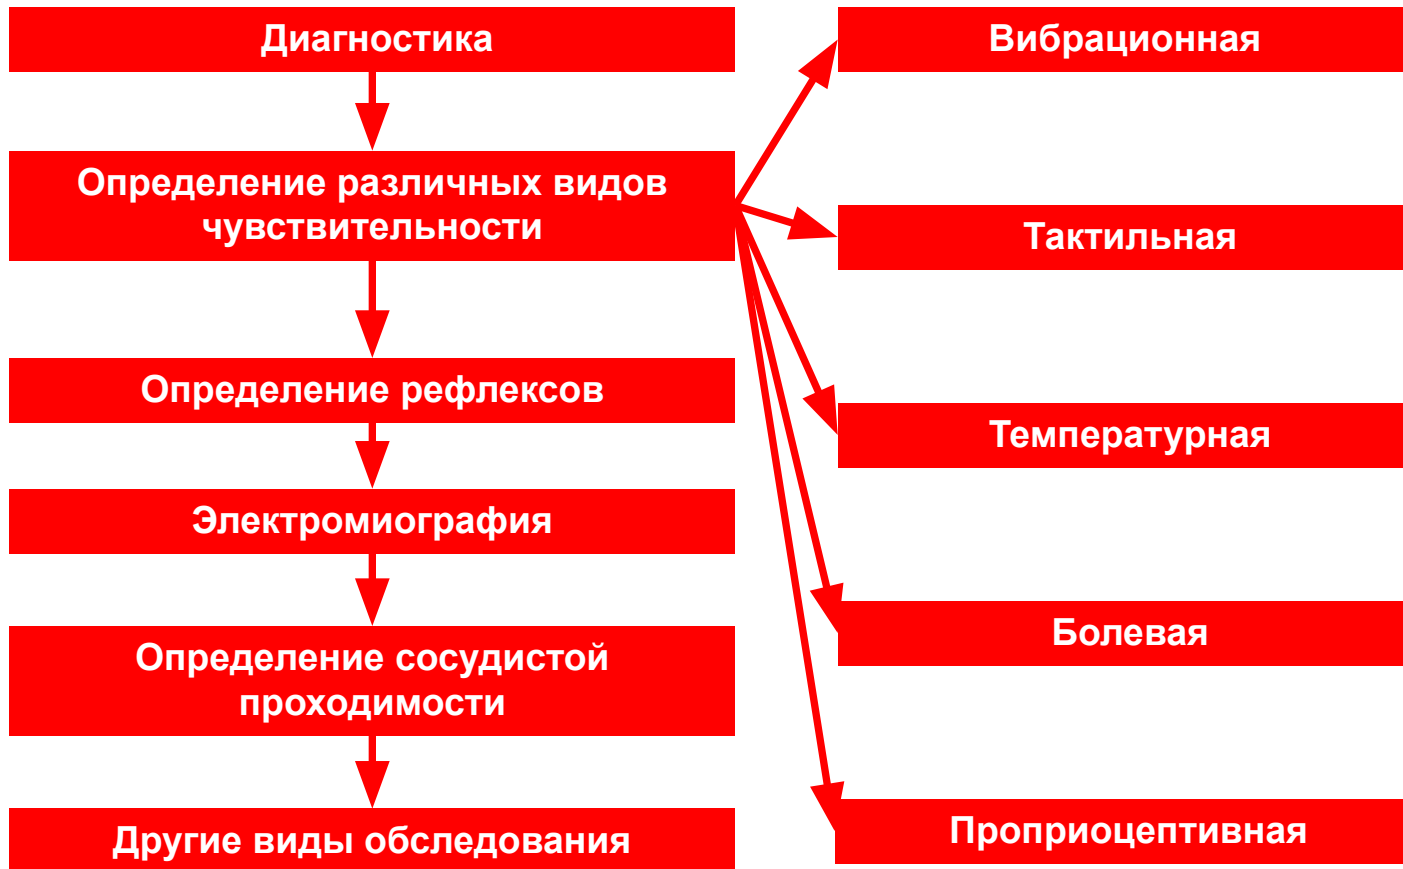 Диагностика
Определение различных видов
чувствительности
Определение рефлексов
Электромиография
Определение сосудистой
проходимости
Другие виды обследования
Вибрационная
Тактильная
Температурная
Болевая
Проприоцептивная